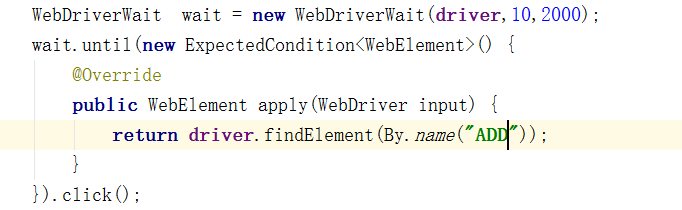 WebDriverWait  wait = new WebDriverWait(driver,10,2000);
wait.until(new ExpectedCondition<WebElement>() {
    @Override
    public WebElement apply(WebDriver input) {
        return driver.findElement(By.name("ADD"));
    }
}).click();